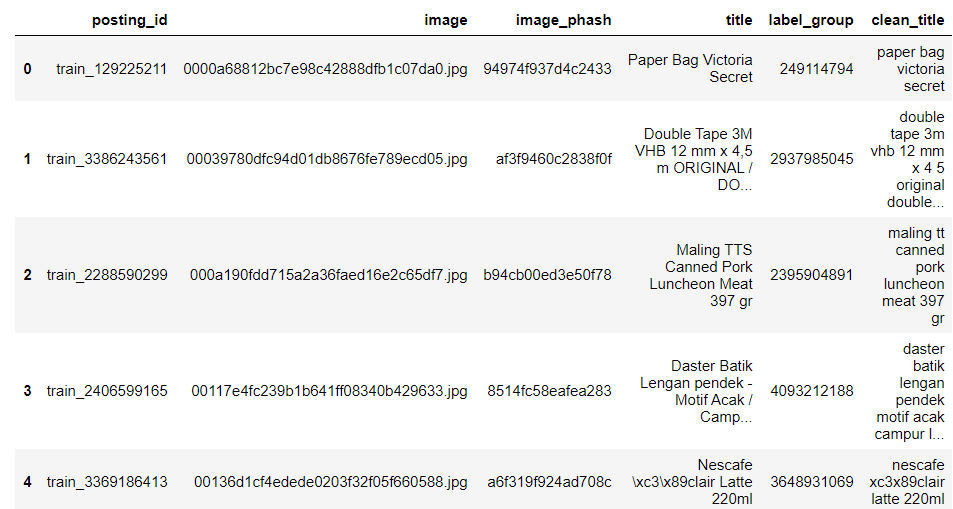 posting_id image image_phash title label_group clean_title
0 train_129225211 0000a68812bc7e98c42888dfb1c07da0.jpg 94974f937d4c2433 Paper Bag Victoria Secret 249114794 paper bag victoria secret
1 train_3386243561 00039780dfc94d01db8676fe789ecd05.jpg af3f9460c2838f0f Double Tape 3M VHB 12 mm x 4,5 m ORIGINAL / DO... 2937985045 double tape 3m vhb 12 mm x 4 5 original double...
2 train_2288590299 000a190fdd715a2a36faed16e2c65df7.jpg b94cb00ed3e50f78 Maling TTS Canned Pork Luncheon Meat 397 gr 2395904891 maling tt canned pork luncheon meat 397 gr
3 train_2406599165 00117e4fc239b1b641ff08340b429633.jpg 8514fc58eafea283 Daster Batik Lengan pendek - Motif Acak / Camp... 4093212188 daster batik lengan pendek motif acak campur l...
4 train_3369186413 00136d1cf4edede0203f32f05f660588.jpg a6f319f924ad708c Nescafe \xc3\x89clair Latte 220ml 3648931069 nescafe xc3x89clair latte 220ml